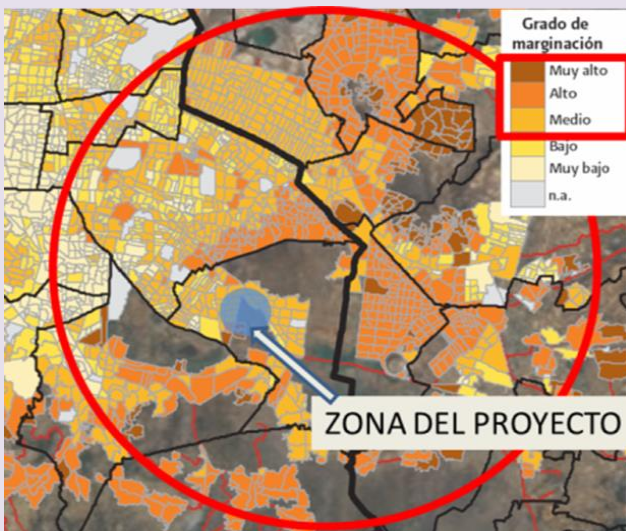 Grado de
marginación
Muy alto
Alto
Medio
Bajo
Muy bajo
n.a.
ZONA DEL PROYECTO